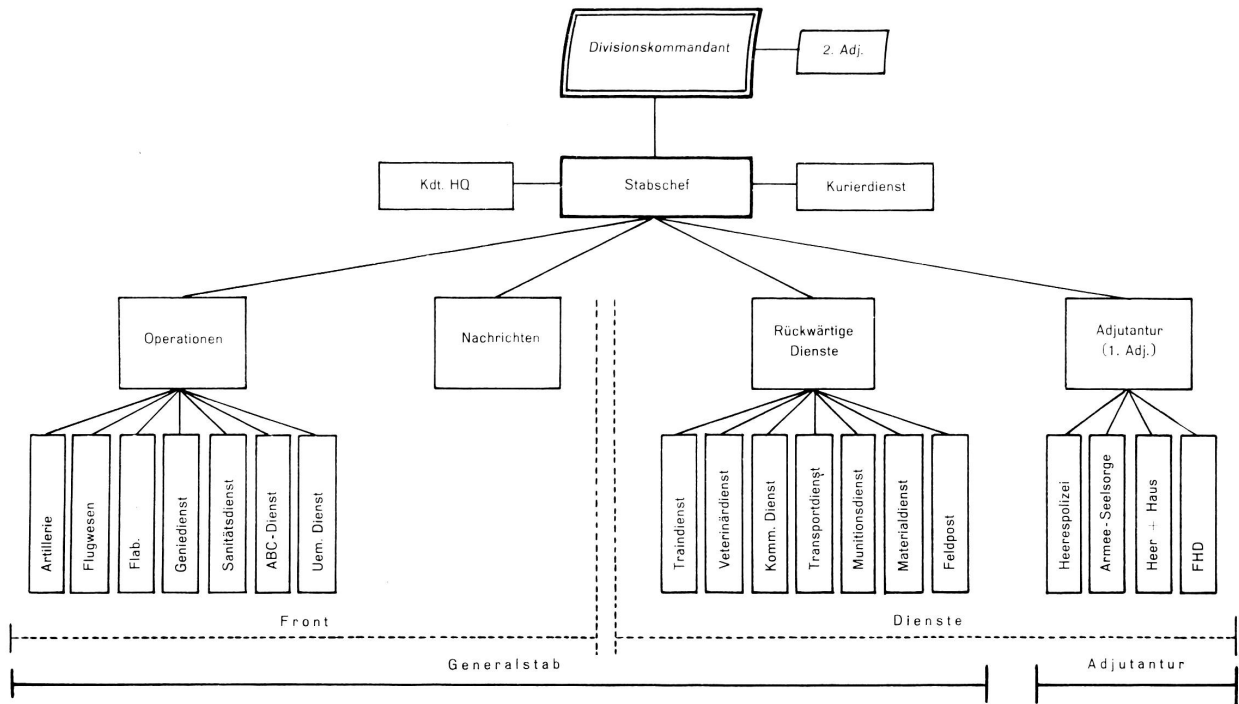 Divisionskommandant
2. Adj.
Kdt. HQ
Stabschef
Kurierdienst
Operationen
Nachrichten
Rückwärtige
Dienste
Adjutantur
(1. Adj.)
Artillerie
Flugwesen
Flab.
Geniedienst
Sanitätsdienst
ABC-Dienst
Uem. Dienst
Traindienst
Veterinärdienst
Komm. Dienst
Transportdienst
Munitionsdienst
Materialdienst
Feldpost
Heerespolizei
Armee-Seelsorge
Heer + Haus
FHD
Front
Dienste
Generalstab
Adjutantur